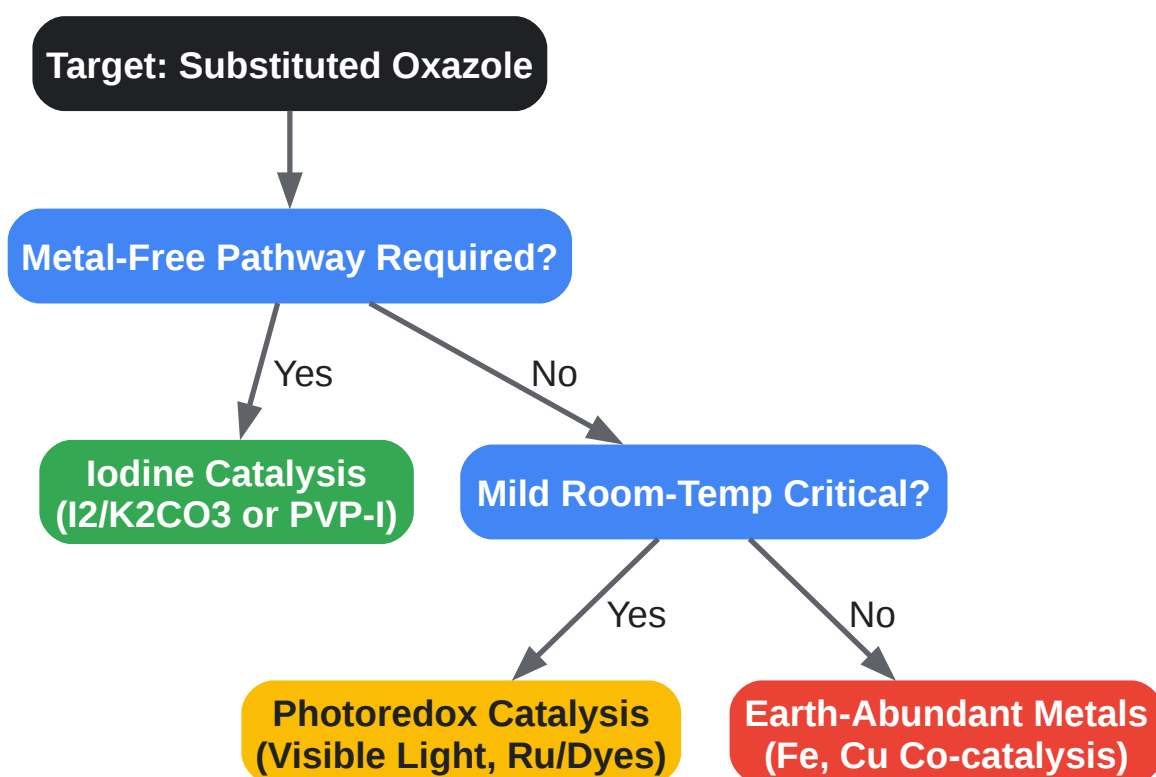 Target: Substituted Oxazole
Metal-Free Pathway Required?
Yes
No
Iodine Catalysis
(I2/K2CO3 or PVP-I)
Mild Room-Temp Critical?
Yes
No
Photoredox Catalysis
(Visible Light, Ru/Dyes)
Earth-Abundant Metals
(Fe, Cu Co-catalysis)